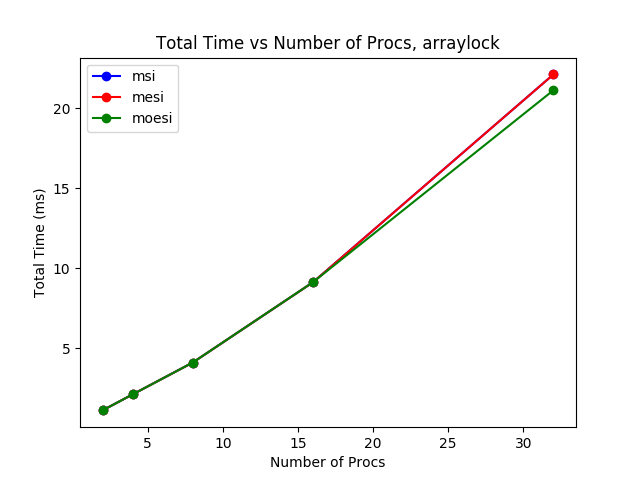 Total Time vs Number of Procs, arraylock
msi
mesi
moesi
Total Time (ms)
20
15
10
5
5 10 15 20 25 30
Number of Procs